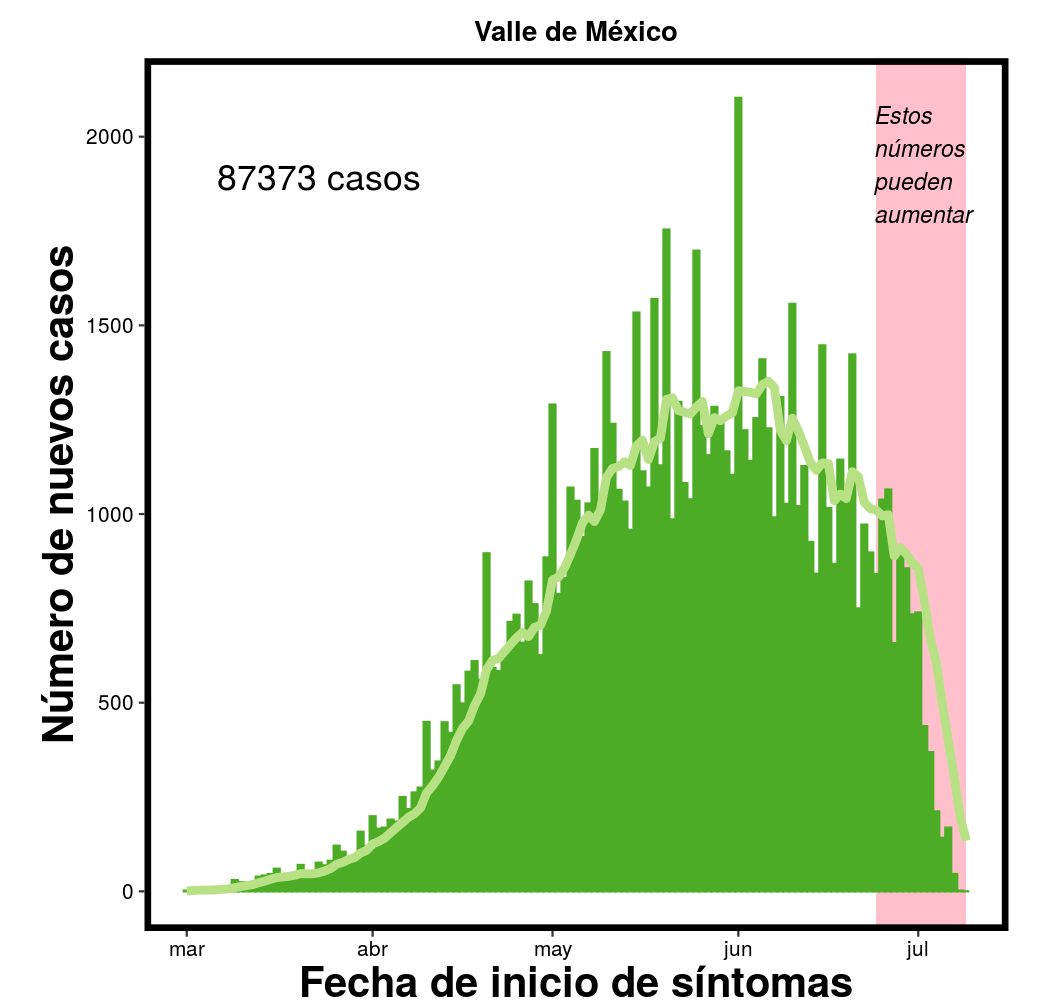 Valle de México
Estos
números
pueden
aumentar
87373 casos
Número de nuevos casos
2000
1500
1000
500
0
mar abr may jun jul
Fecha de inicio de síntomas